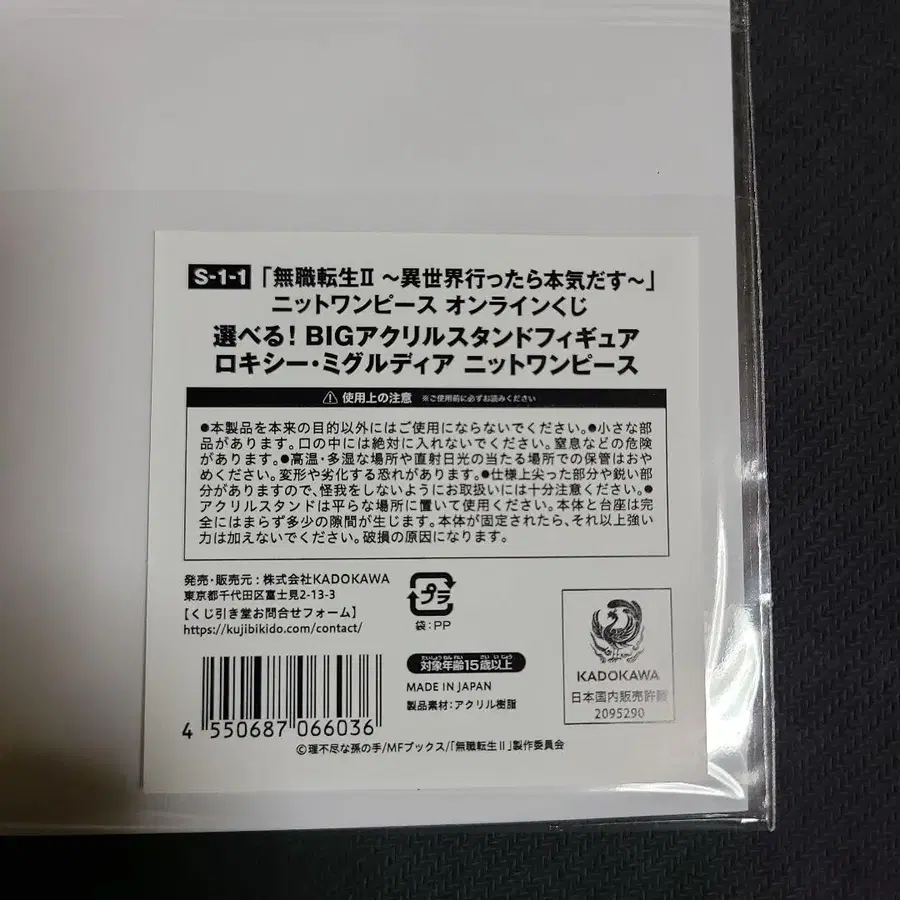 S-1-1 「無職転生Ⅱ ～異世界行ったら本気だす～」
ニットワンピース オンラインくじ
選べる! BIGアクリルスタンドフィギュア
ロキシー・ミグルディア ニットワンピース
⚠ 使用上の注意 ※ご使用前に必ずお読みください
●本製品を本来の目的以外にはご使用にならないでください。●小さな部
品があります。口の中には絶対に入れないでください。窒息などの危険
があります。●高温・多湿な場所や直射日光の当たる場所での保管はおや
めください。変形や劣化する恐れがあります。●仕様上尖った部分や鋭い部
分がありますので、怪我をしないようにお取扱いには十分注意ください。●
アクリルスタンドは平らな場所に置いて使用ください。本体と台座は完
全にはまらず多少の隙間が生じます。本体が固定されたら、それ以上強い
力は加えないでください。破損の原因になります。
発売・販売元：株式会社KADOKAWA
東京都千代田区富士見2-13-3
【くじ引き堂お問合せフォーム】
https://kujibikido.com/contact/
プラ
袋：PP
たいしょうねんれい さい いじょう
対象年齢15歳以上
MADE IN JAPAN
製品素材：アクリル樹脂
KADOKAWA
日本国内販売許諾
2095290
4 550687 066036
©理不尽な孫の手/MFブックス/「無職転生Ⅱ」製作委員会